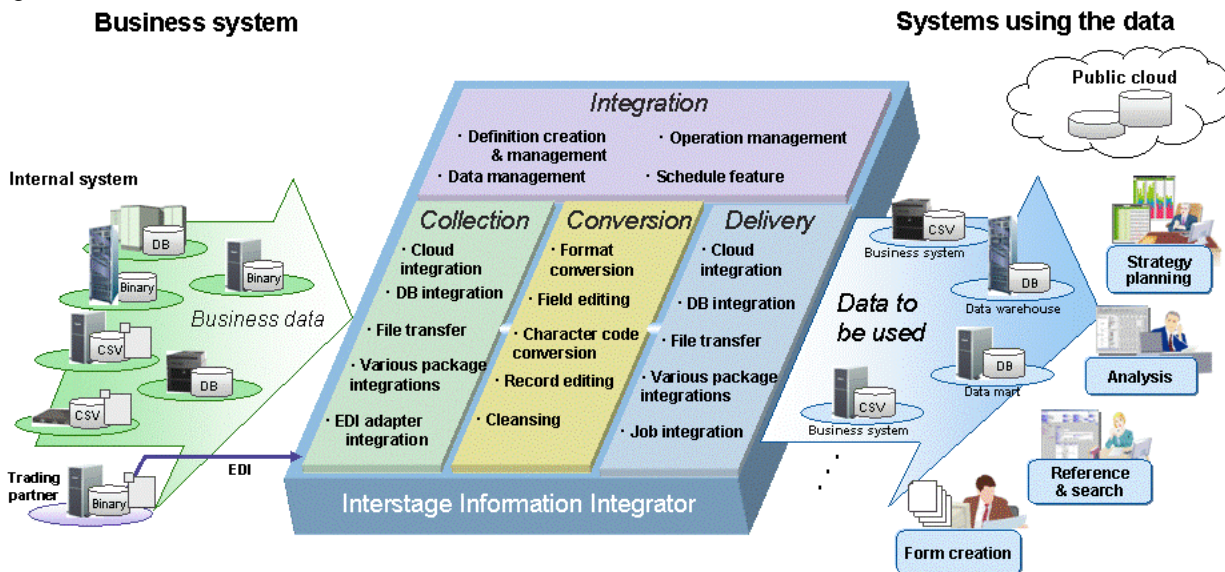 Business system
Systems using the data
Public cloud
Integration
· Definition creation
& management
· Data management
· Operation management
· Schedule feature
Internal system
DB
Binary
Binary
CSV
DB
CSV
Business data
Trading
partner
Binary
EDI
Collection
· Cloud
integration
· DB integration
· File transfer
· Various package
integrations
· EDI adapter
integration
Conversion
· Format
conversion
· Field editing
· Character code
conversion
· Record editing
· Cleansing
Delivery
· Cloud
integration
· DB integration
· File transfer
· Various package
integrations
· Job integration
Interstage Information Integrator
CSV
Business system
DB
Data warehouse
Data to
be used
DB
Data mart
CSV
Business system
Strategy
planning
Analysis
Reference
& search
Form creation